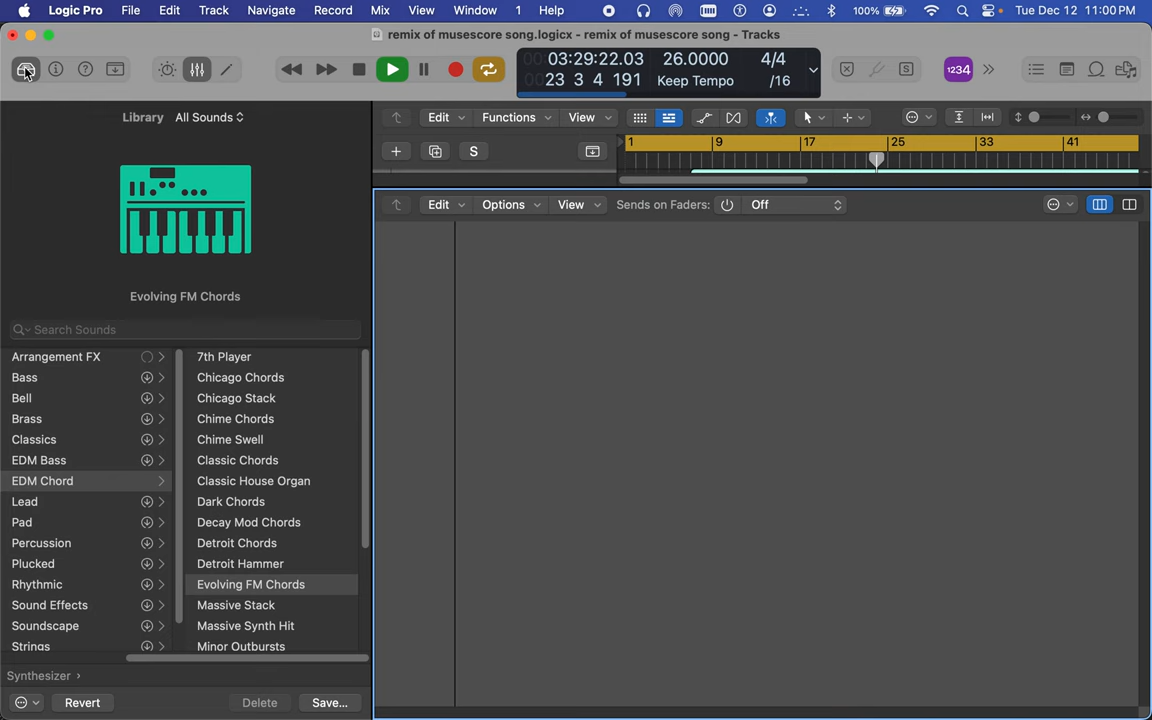 Logic Pro File Edit Track Navigate Record Mix View Window 1 Help 100% Tue Dec 12 11:00 PM
remix of musescore song.logicx - remix of musescore song - Tracks
00:03:29:22.03 26.0000 4/4
0023 3 4 191 Keep Tempo /16
1234
Library All Sounds
Evolving FM Chords
Search Sounds
Arrangement FX
Bass
Bell
Brass
Classics
EDM Bass
EDM Chord
Lead
Pad
Percussion
Plucked
Rhythmic
Sound Effects
Soundscape
Strings
7th Player
Chicago Chords
Chicago Stack
Chime Chords
Chime Swell
Classic Chords
Classic House Organ
Dark Chords
Decay Mod Chords
Detroit Chords
Detroit Hammer
Evolving FM Chords
Massive Stack
Massive Synth Hit
Minor Outbursts
Synthesizer ›
Revert Delete Save...
Edit Functions View
S
1 9 17 25 33 41
Edit Options View Sends on Faders: Off